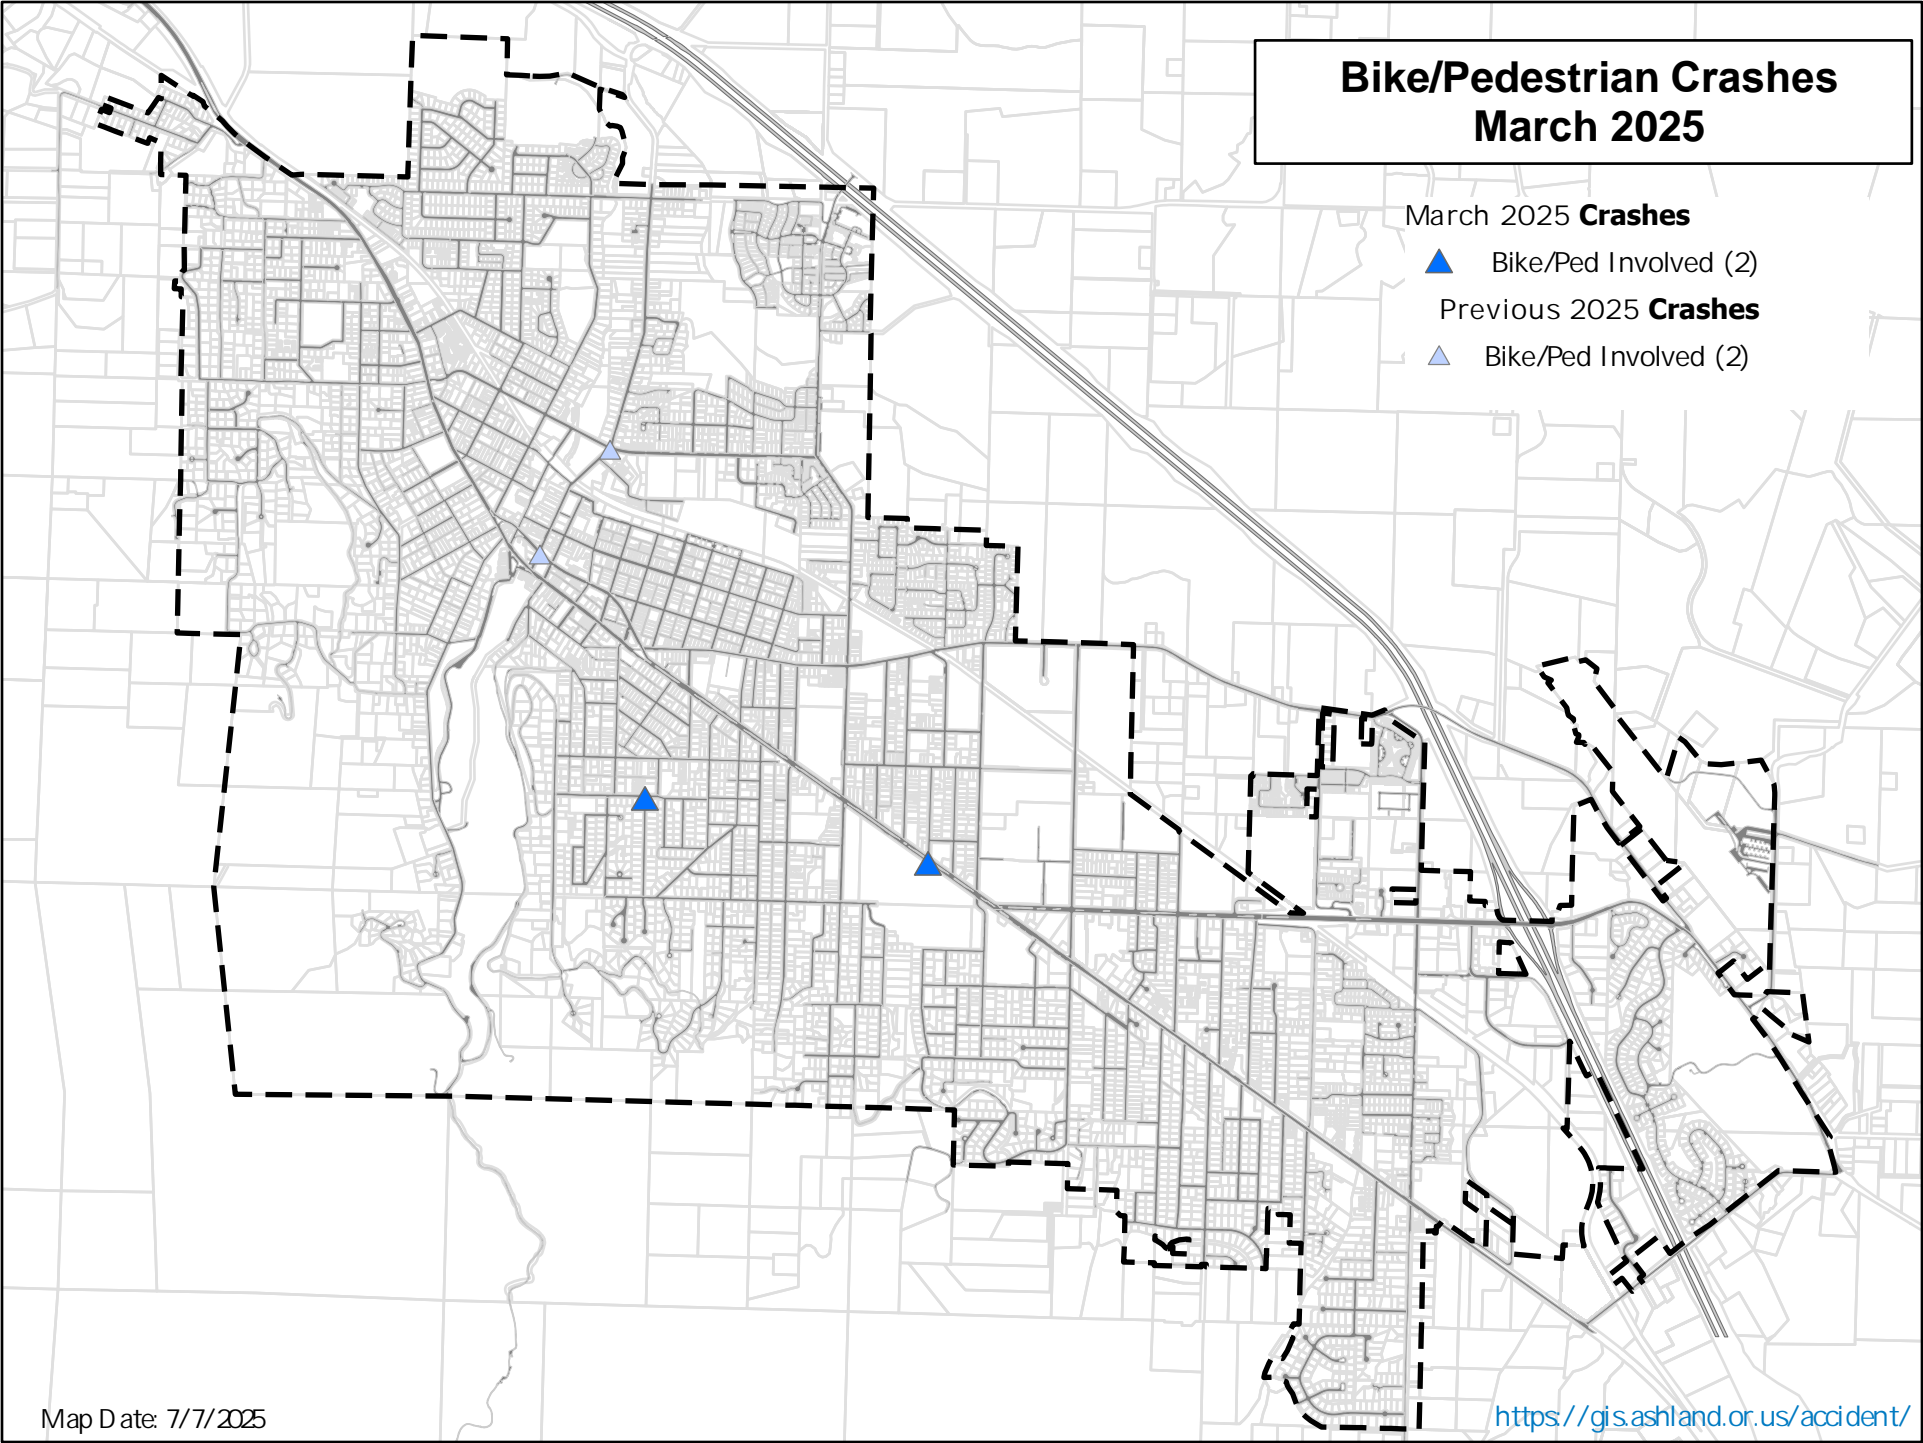 Bike/Pedestrian Crashes
March 2025
March 2025 Crashes
Bike/Ped Involved (2)
Previous 2025 Crashes
Bike/Ped Involved (2)
Map Date: 7/7/2025
https://gis.ashland.or.us/accident/